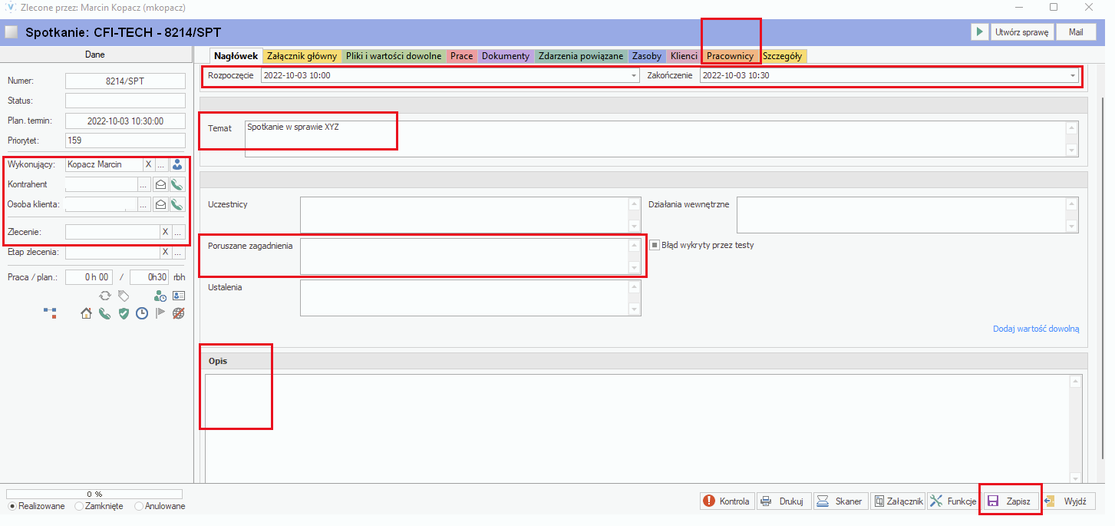 Zlecone przez: Marcin Kopacz (mkopacz)
Spotkanie: CFI-TECH - 8214/SPT
Utwórz sprawę
Mail
Dane
Nagłówek
Załącznik główny
Pliki i wartości dowolne
Prace
Dokumenty
Zdarzenia powiązane
Zasoby
Klienci
Pracownicy
Szczegóły
Numer: 8214/SPT
Status:
Plan. termin: 2022-10-03 10:30:00
Priorytet: 159
Wykonujący: Kopacz Marcin X ...
Kontrahent ...
Osoba klienta: ...
Zlecenie: X ...
Etap zlecenia: X ...
Praca / plan.: 0 h 00 / 0h30 rbh
Rozpoczęcie 2022-10-03 10:00 Zakończenie 2022-10-03 10:30
Temat Spotkanie w sprawie XYZ
Uczestnicy Działania wewnętrzne
Poruszane zagadnienia Błąd wykryty przez testy
Ustalenia
Dodaj wartość dowolną
Opis
0 %
Realizowane Zamknięte Anulowane
Kontrola Drukuj Skaner Załącznik Funkcje Zapisz Wyjdź